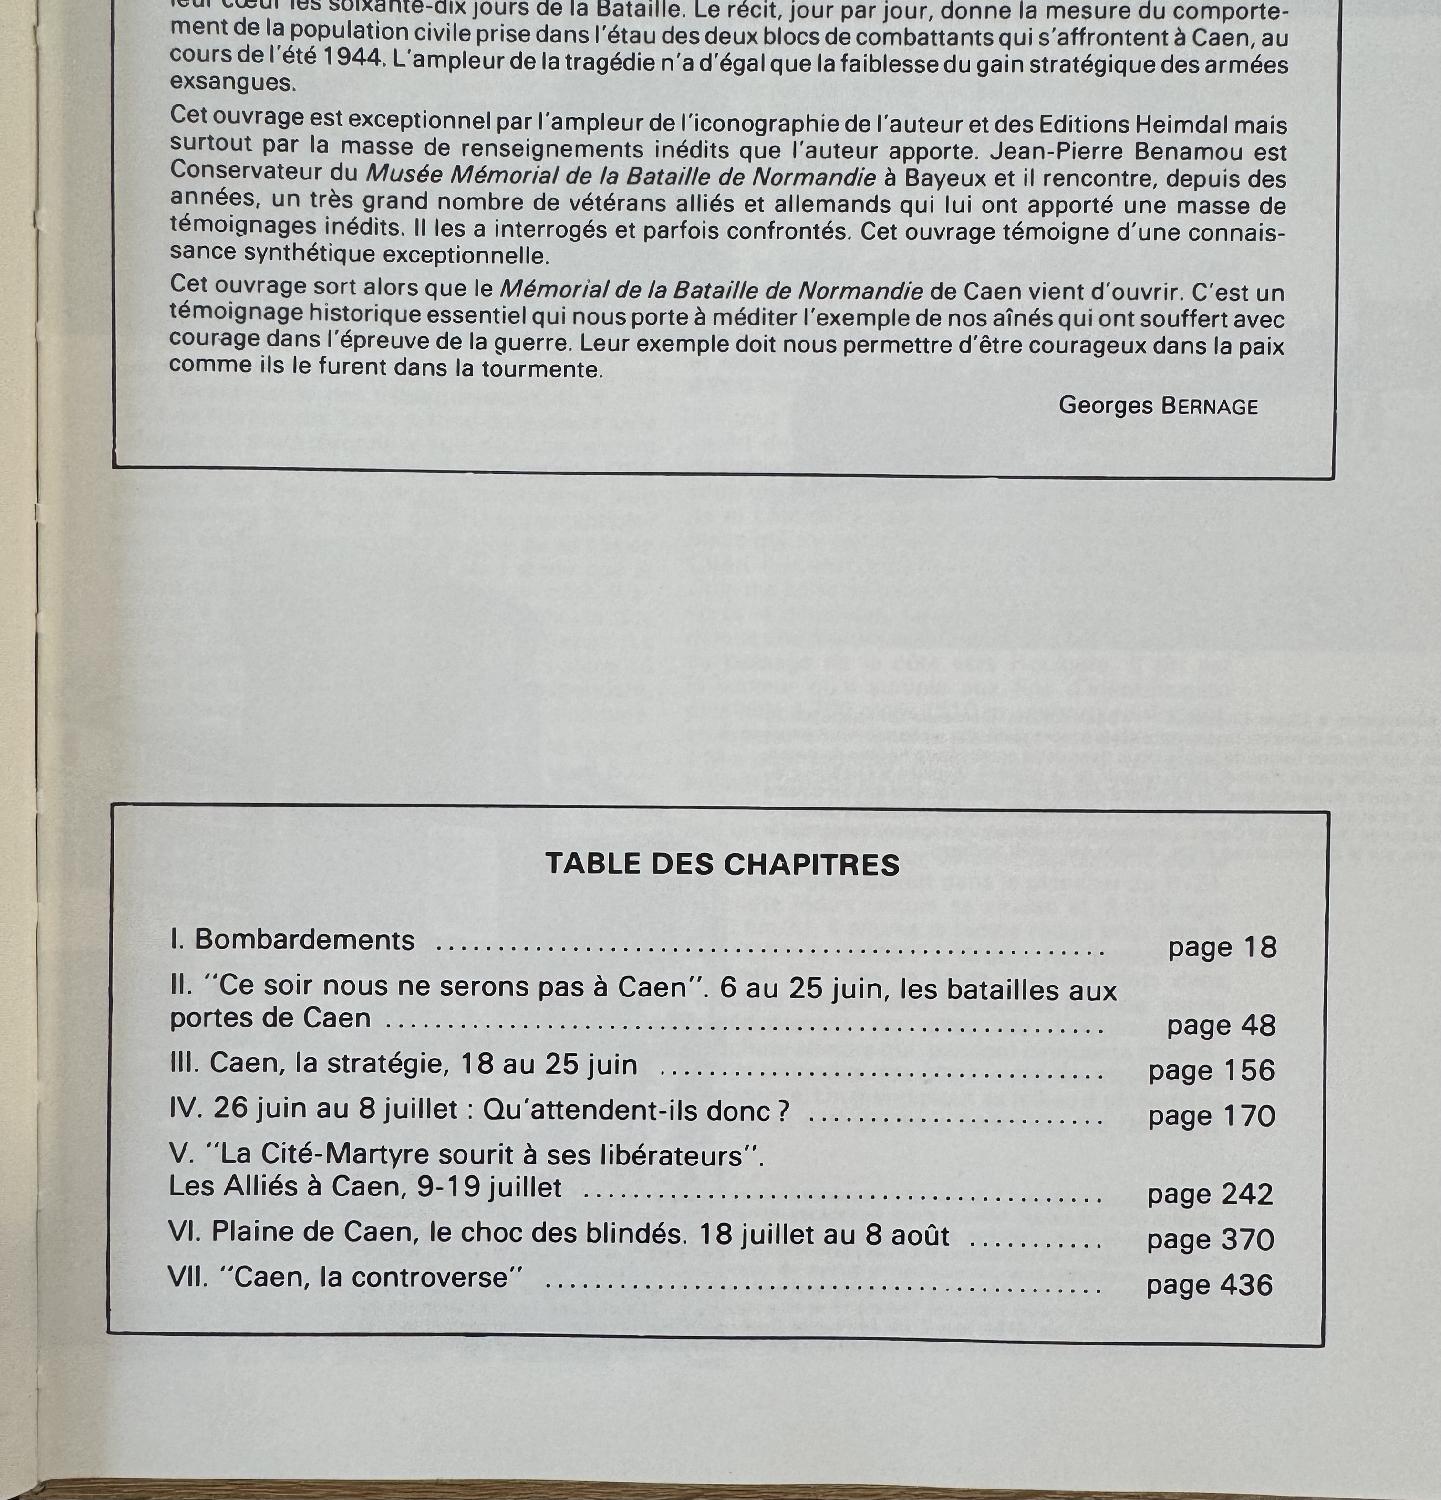 leur cœur les soixante-dix jours de la Bataille. Le récit, jour par jour, donne la mesure du comporte-
ment de la population civile prise dans l'étau des deux blocs de combattants qui s'affrontent à Caen, au
cours de l'été 1944. L'ampleur de la tragédie n'a d'égal que la faiblesse du gain stratégique des armées
exsangues.
Cet ouvrage est exceptionnel par l'ampleur de l'iconographie de l'auteur et des Editions Heimdal mais
surtout par la masse de renseignements inédits que l'auteur apporte. Jean-Pierre Benamou est
Conservateur du Musée Mémorial de la Bataille de Normandie à Bayeux et il rencontre, depuis des
années, un très grand nombre de vétérans alliés et allemands qui lui ont apporté une masse de
témoignages inédits. Il les a interrogés et parfois confrontés. Cet ouvrage témoigne d'une connais-
sance synthétique exceptionnelle.
Cet ouvrage sort alors que le Mémorial de la Bataille de Normandie de Caen vient d'ouvrir. C'est un
témoignage historique essentiel qui nous porte à méditer l'exemple de nos aînés qui ont souffert avec
courage dans l'épreuve de la guerre. Leur exemple doit nous permettre d'être courageux dans la paix
comme ils le furent dans la tourmente.
Georges BERNAGE
TABLE DES CHAPITRES
I. Bombardements ........................................................ page 18
II. "Ce soir nous ne serons pas à Caen". 6 au 25 juin, les batailles aux
portes de Caen ............................................................ page 48
III. Caen, la stratégie, 18 au 25 juin ..................................... page 156
IV. 26 juin au 8 juillet : Qu'attendent-ils donc ? ......................... page 170
V. "La Cité-Martyre sourit à ses libérateurs".
Les Alliés à Caen, 9-19 juillet ........................................... page 242
VI. Plaine de Caen, le choc des blindés. 18 juillet au 8 août ........... page 370
VII. "Caen, la controverse" ............................................... page 436